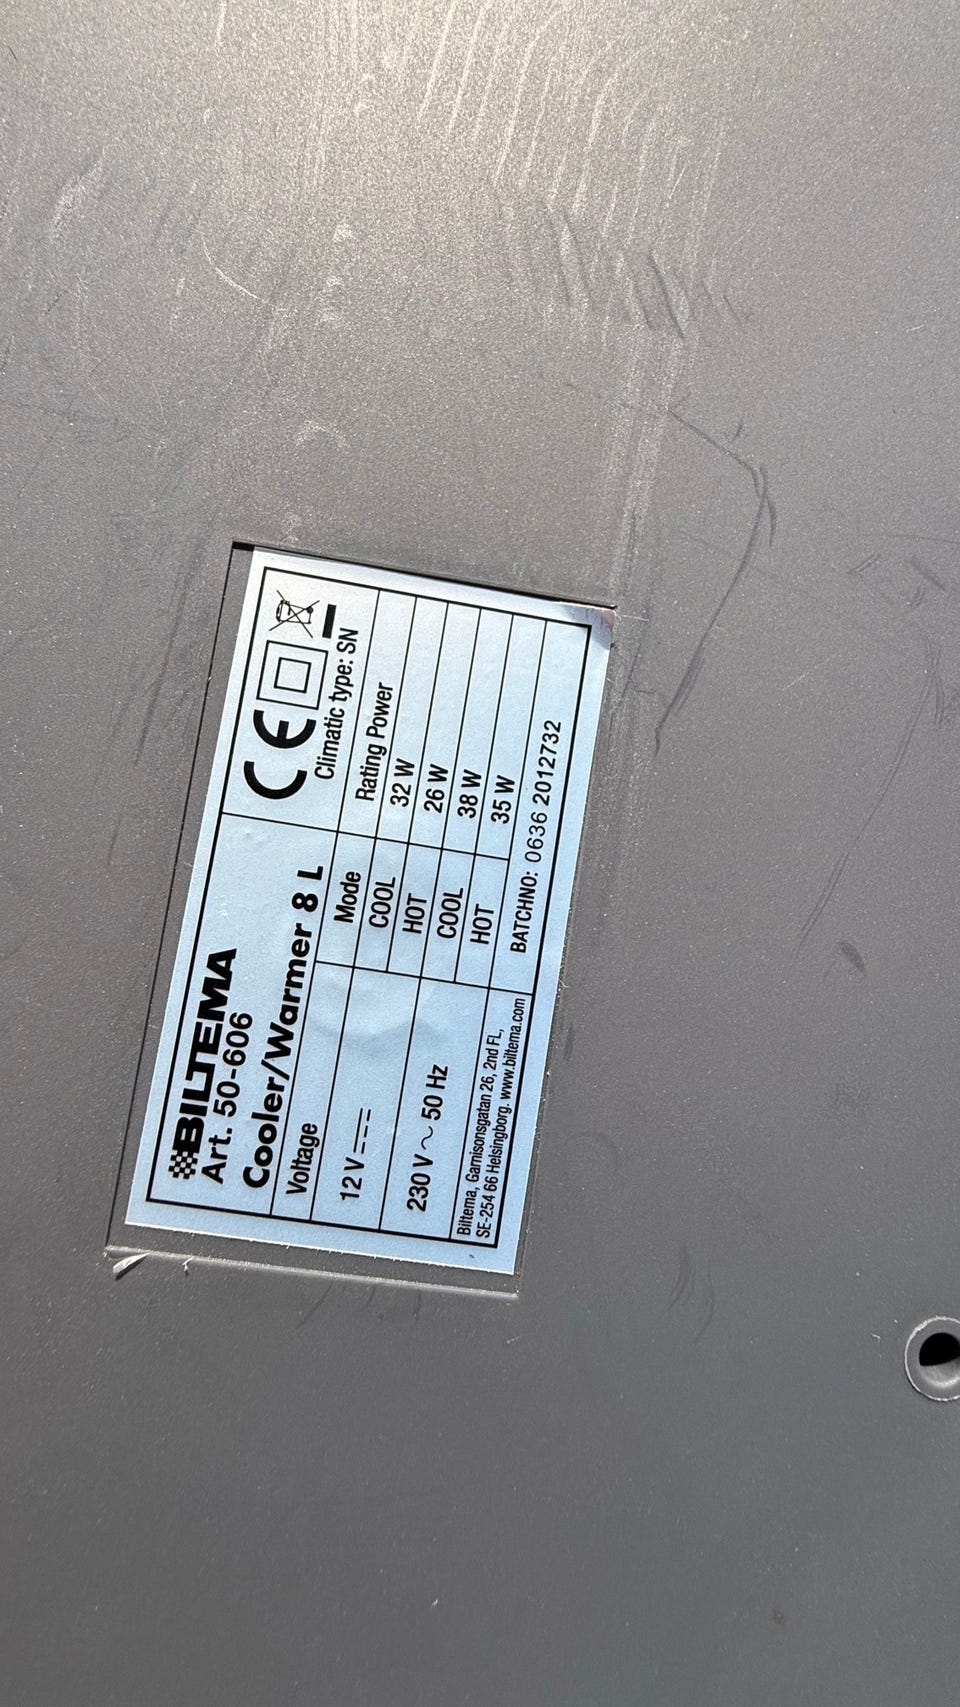 BILTEMA
Art. 50-606
Cooler/Warmer 8 L
CE
Climatic type: SN
Voltage Mode Rating Power
12 V ⎓ COOL 32 W
HOT 26 W
230 V ~ 50 Hz COOL 38 W
HOT 35 W
Biltema, Garnisonsgatan 26, 2nd FL,
SE-254 66 Helsingborg. www.biltema.com
BATCHNO: 0636 2012732